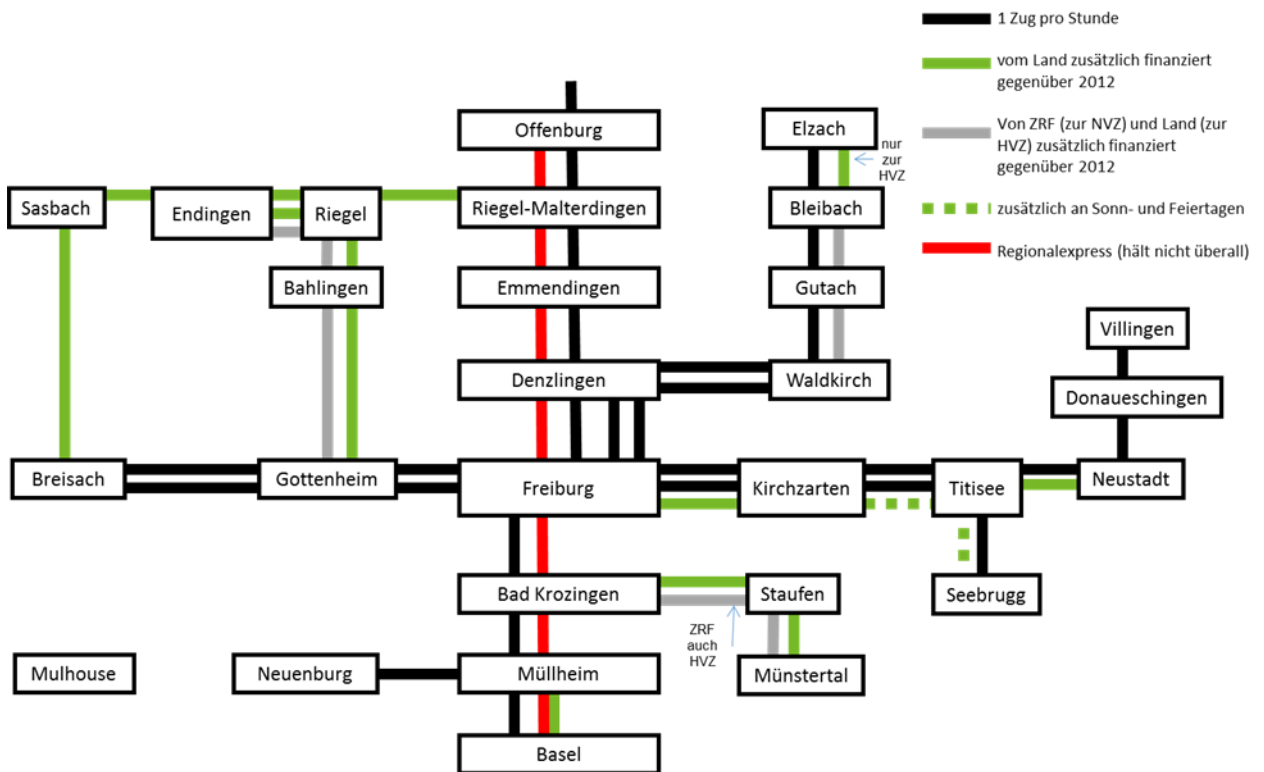 1 Zug pro Stunde
vom Land zusätzlich finanziert
gegenüber 2012
Von ZRF (zur NVZ) und Land (zur
HVZ) zusätzlich finanziert
gegenüber 2012
zusätzlich an Sonn- und Feiertagen
Regionalexpress (hält nicht überall)
Offenburg
Elzach
nur
zur
HVZ
Sasbach
Endingen
Riegel
Riegel-Malterdingen
Bleibach
Bahlingen
Emmendingen
Gutach
Villingen
Denzlingen
Waldkirch
Donaueschingen
Breisach
Gottenheim
Freiburg
Kirchzarten
Titisee
Neustadt
Bad Krozingen
Staufen
Seebrugg
ZRF
auch
HVZ
Mulhouse
Neuenburg
Müllheim
Münstertal
Basel